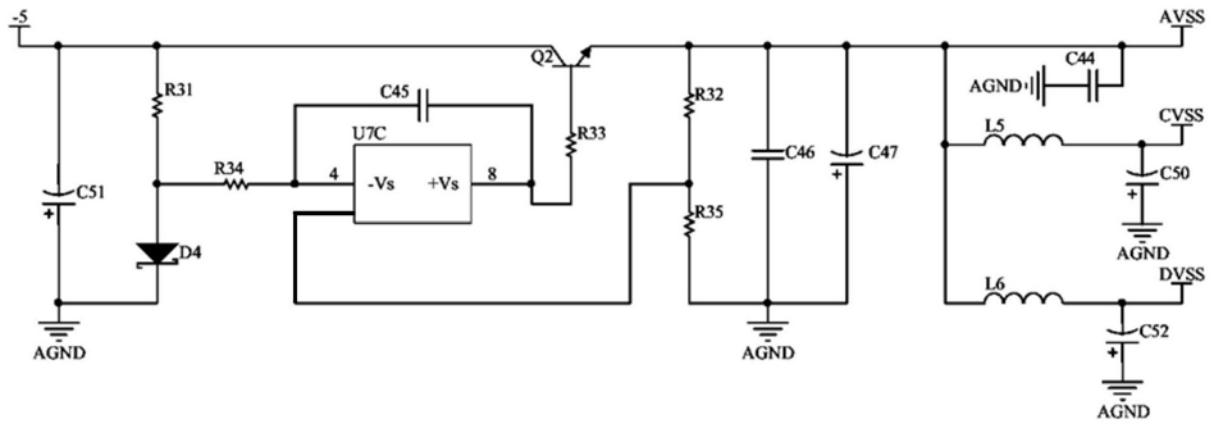 -5
AVSS
Q2
C44
AGND
R31
C45
R33
R32
CVSS
L5
U7C
R34
4
-Vs
+Vs
8
C46
C47
C50
C51
R35
AGND
D4
DVSS
L6
AGND
AGND
C52
AGND
+
+
+
+